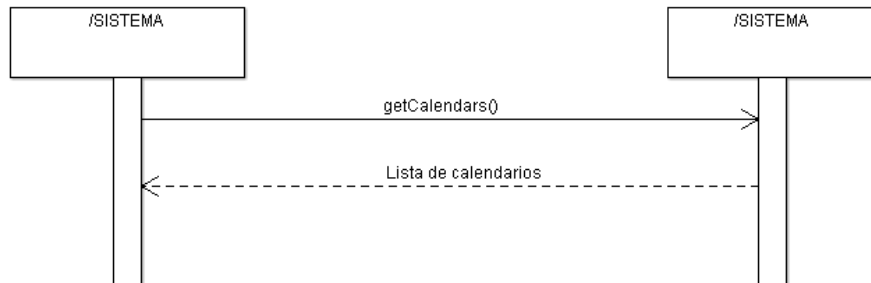 /SISTEMA
/SISTEMA
getCalendars()
Lista de calendarios